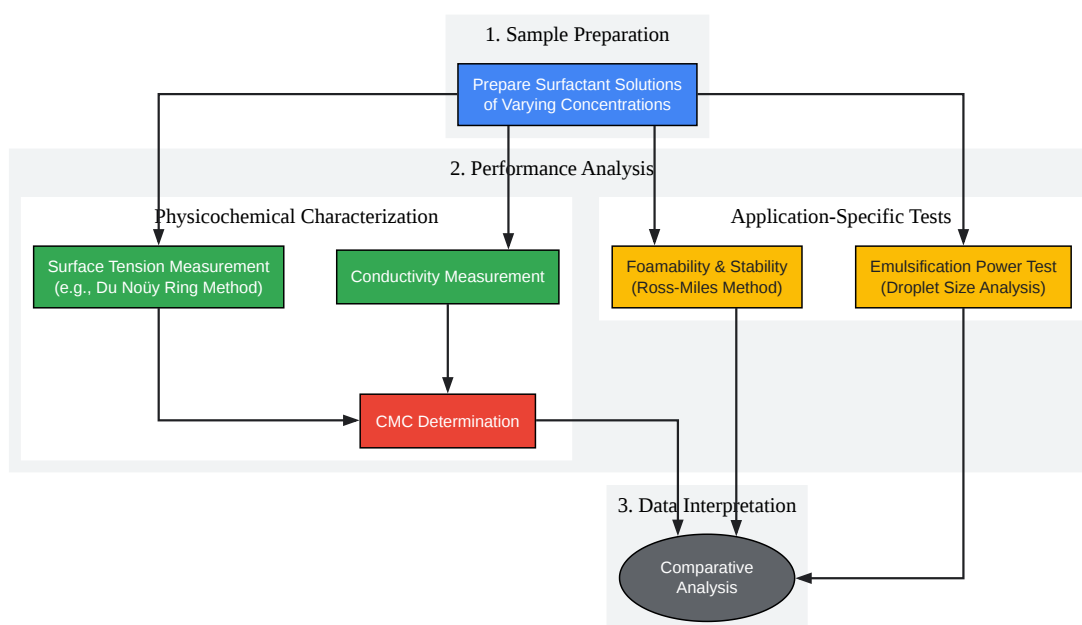 1. Sample Preparation
Prepare Surfactant Solutions
of Varying Concentrations
2. Performance Analysis
Physicochemical Characterization
Application-Specific Tests
Surface Tension Measurement
(e.g., Du Noüy Ring Method)
Conductivity Measurement
Foamability & Stability
(Ross-Miles Method)
Emulsification Power Test
(Droplet Size Analysis)
CMC Determination
3. Data Interpretation
Comparative
Analysis